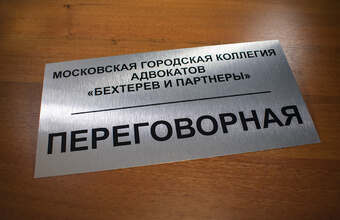 МОСКОВСКАЯ ГОРОДСКАЯ КОЛЛЕГИЯ
АДВОКАТОВ
«БЕХТЕРЕВ И ПАРТНЕРЫ»
ПЕРЕГОВОРНАЯ